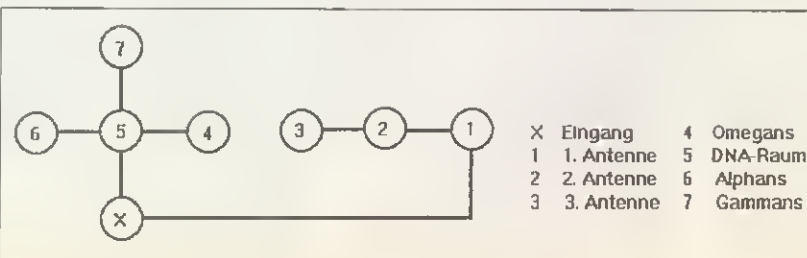 7
6 5 4 3 2 1
X
X Eingang 4 Omegans
1 1. Antenne 5 DNA-Raum
2 2. Antenne 6 Alphans
3 3. Antenne 7 Gammans